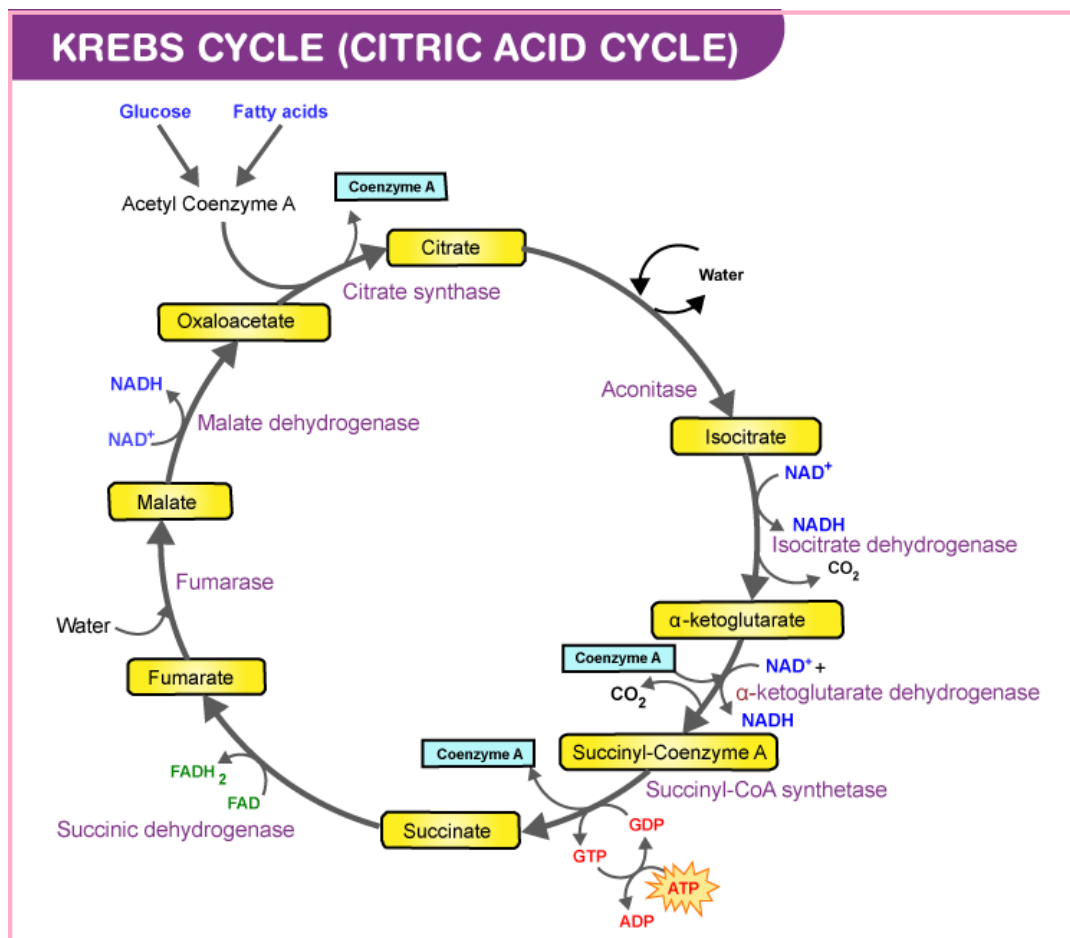 KREBS CYCLE (CITRIC ACID CYCLE)
Glucose
Fatty acids
Acetyl Coenzyme A
Coenzyme A
Citrate
Citrate synthase
Water
Aconitase
Isocitrate
NAD+
NADH
Isocitrate dehydrogenase
CO2
α-ketoglutarate
Coenzyme A
NAD+ +
CO2
α-ketoglutarate dehydrogenase
NADH
Succinyl-Coenzyme A
Coenzyme A
Succinyl-CoA synthetase
GDP
GTP
ATP
ADP
Succinate
FADH2
FAD
Succinic dehydrogenase
Fumarate
Water
Fumarase
Malate
NADH
NAD+
Malate dehydrogenase
Oxaloacetate